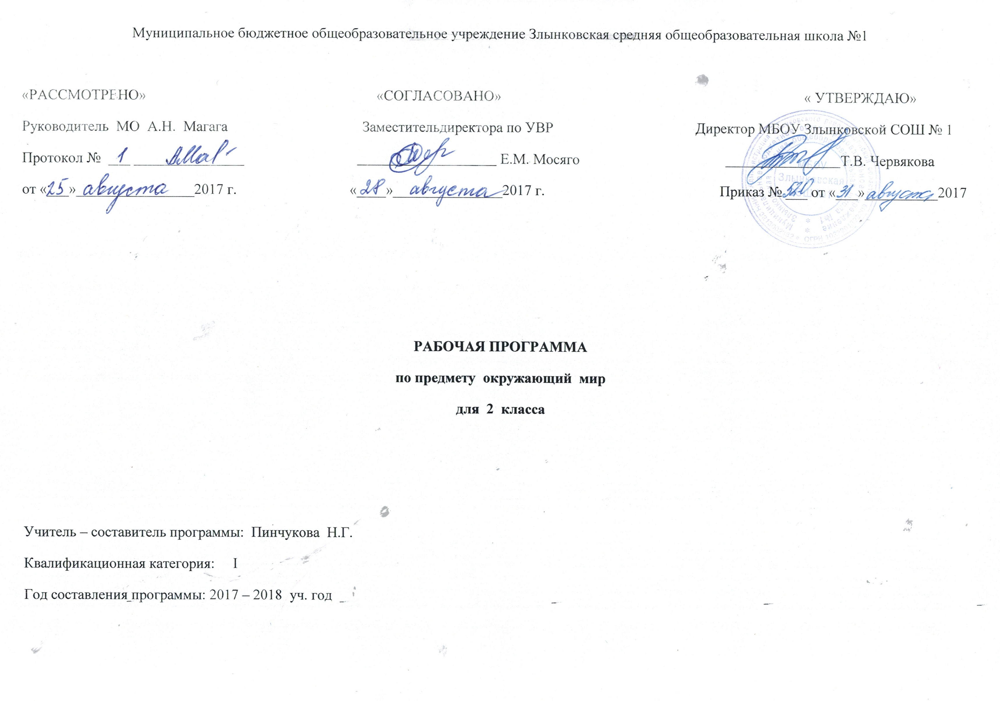 Муниципальное бюджетное общеобразовательное учреждение Злынковская средняя общеобразовательная школа №1
«РАССМОТРЕНО»
Руководитель МО А.Н. Магага
Протокол № 1
от «25» августа 2017 г.
«СОГЛАСОВАНО»
Заместительдиректора по УВР
Е.М. Мосяго
«28» августа 2017 г.
« УТВЕРЖДАЮ»
Директор МБОУ Злынковской СОШ № 1
Т.В. Червякова
Приказ № 520 от «31» августа 2017
МБОУ
Злынковская
РАБОЧАЯ ПРОГРАММА
по предмету окружающий мир
для 2 класса
Учитель – составитель программы: Пинчукова Н.Г.
Квалификационная категория: I
Год составления программы: 2017 – 2018 уч. год